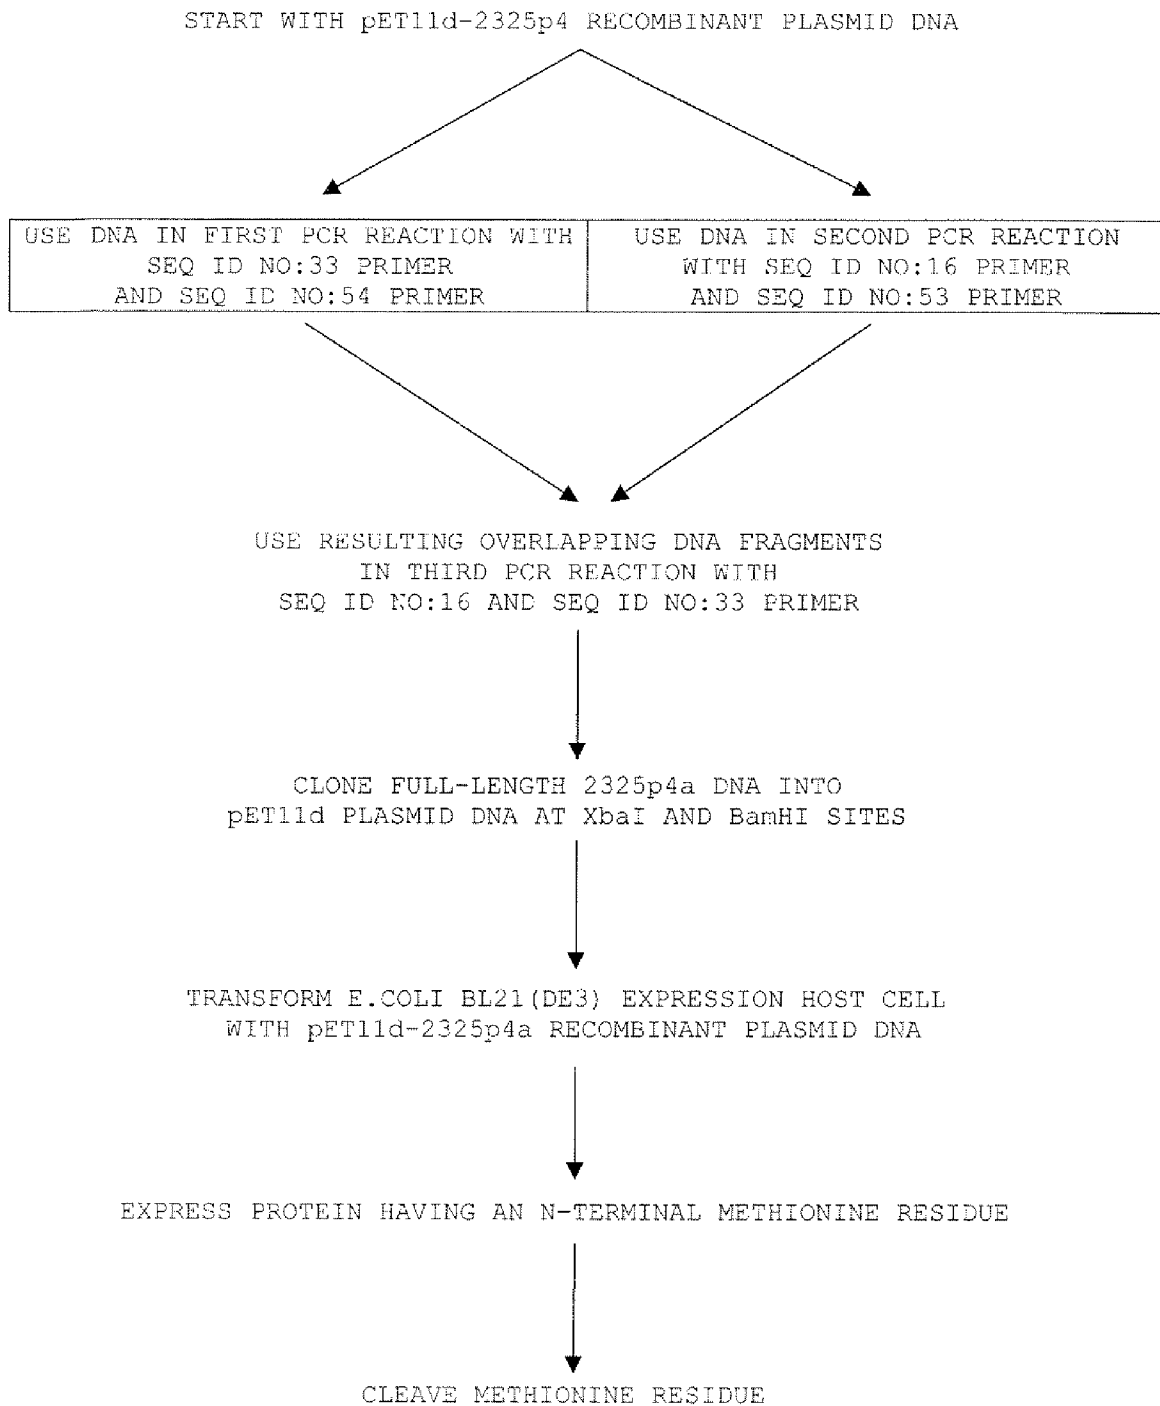 START WITH pET11d-2325p4 RECOMBINANT PLASMID DNA
USE DNA IN FIRST PCR REACTION WITH
SEQ ID NO:33 PRIMER
AND SEQ ID NO:54 PRIMER
USE DNA IN SECOND PCR REACTION
WITH SEQ ID NO:16 PRIMER
AND SEQ ID NO:53 PRIMER
USE RESULTING OVERLAPPING DNA FRAGMENTS
IN THIRD PCR REACTION WITH
SEQ ID NO:16 AND SEQ ID NO:33 PRIMER
CLONE FULL-LENGTH 2325p4a DNA INTO
pET11d PLASMID DNA AT XbaI AND BamHI SITES
TRANSFORM E.COLI BL21(DE3) EXPRESSION HOST CELL
WITH pET11d-2325p4a RECOMBINANT PLASMID DNA
EXPRESS PROTEIN HAVING AN N-TERMINAL METHIONINE RESIDUE
CLEAVE METHIONINE RESIDUE